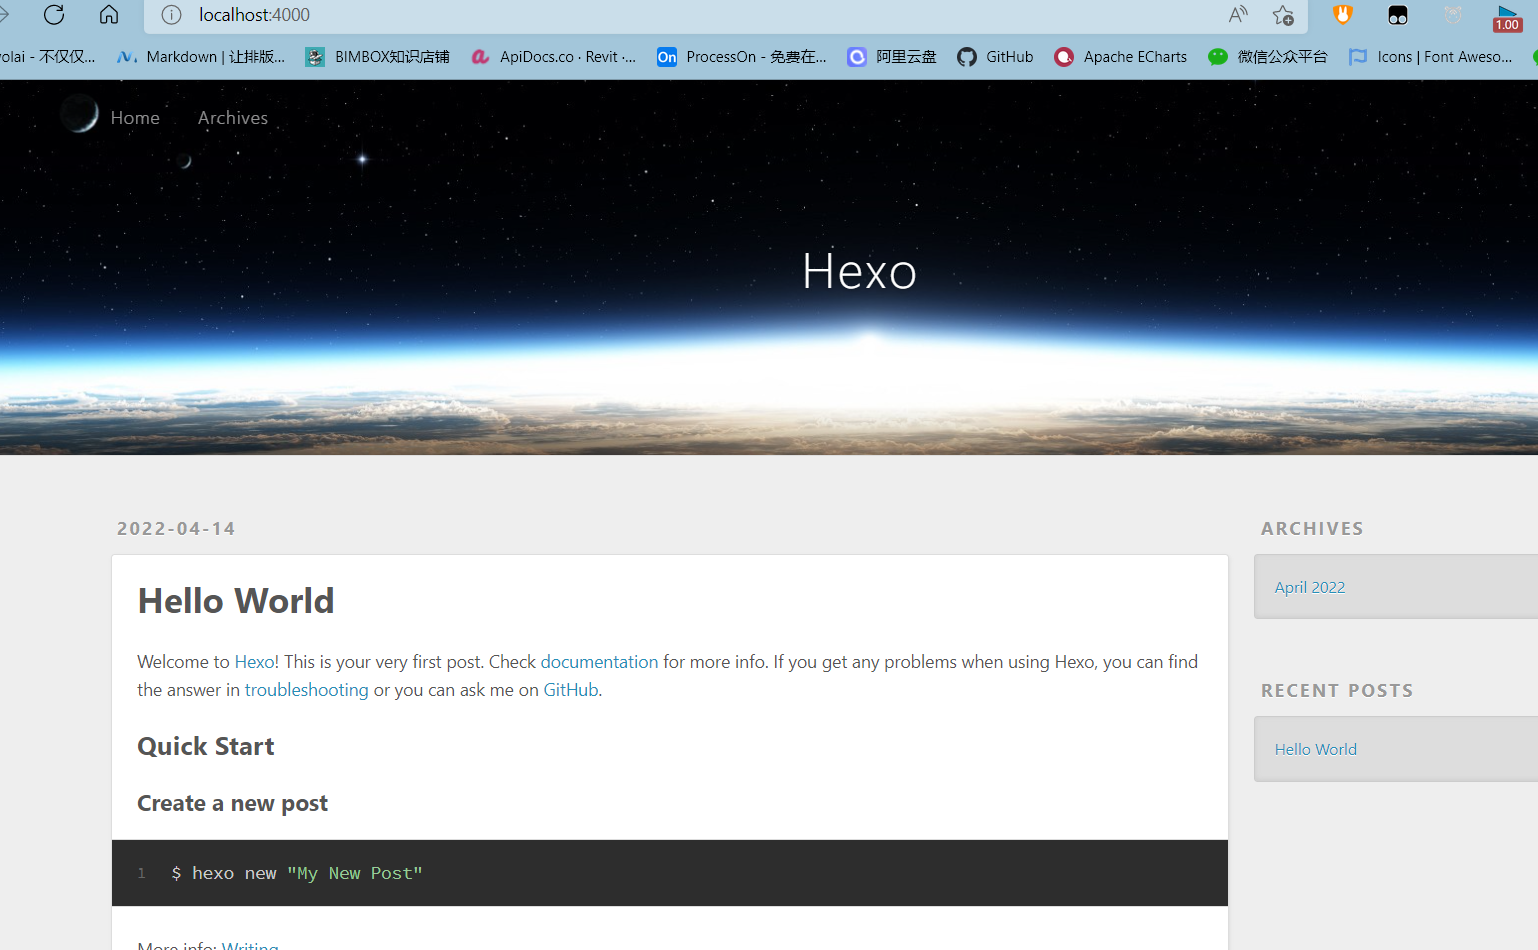 localhost:4000
1.00
volai - 不仅仅... Markdown | 让排版... BIMBOX知识店铺 ApiDocs.co · Revit ·... On ProcessOn - 免费在... 阿里云盘 GitHub Apache ECharts 微信公众平台 Icons | Font Aweso...
Home Archives
Hexo
2022-04-14
Hello World
Welcome to Hexo! This is your very first post. Check documentation for more info. If you get any problems when using Hexo, you can find
the answer in troubleshooting or you can ask me on GitHub.
Quick Start
Create a new post
1 $ hexo new "My New Post"
More info: Writing
ARCHIVES
April 2022
RECENT POSTS
Hello World